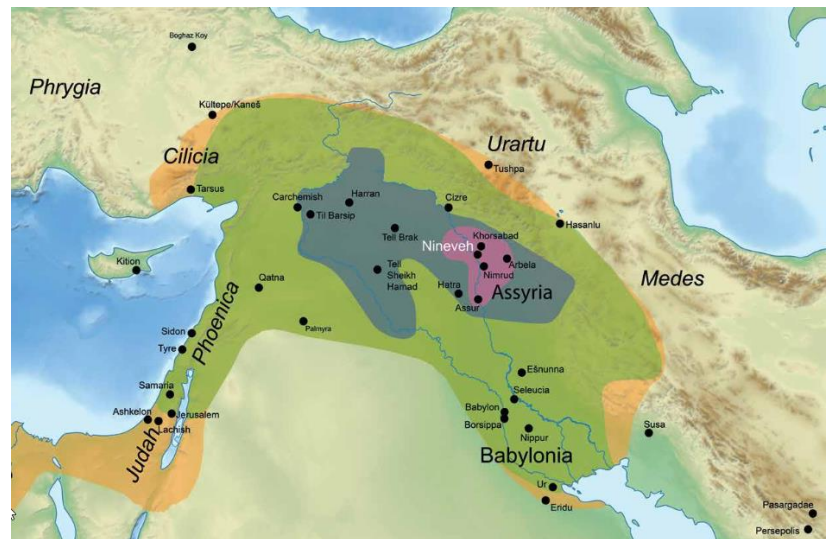 Boghaz Koy
Phrygia
Kültepe/Kaneš
Urartu
Cilicia
Tushpa
Tarsus
Harran
Carchemish
Cizre
Til Barsip
Hasanlu
Tell Brak
Khorsabad
Nineveh
Arbela
Kition
Tell
Sheikh
Hamad
Nimrud
Medes
Qatna
Hatra
Assyria
Assur
Phoenica
Palmyra
Sidon
Tyre
Ešnunna
Samaria
Seleucia
Ashkelon
Jerusalem
Babylon
Lachish
Borsippa
Nippur
Susa
Judah
Babylonia
Ur
Eridu
Pasargadae
Persepolis